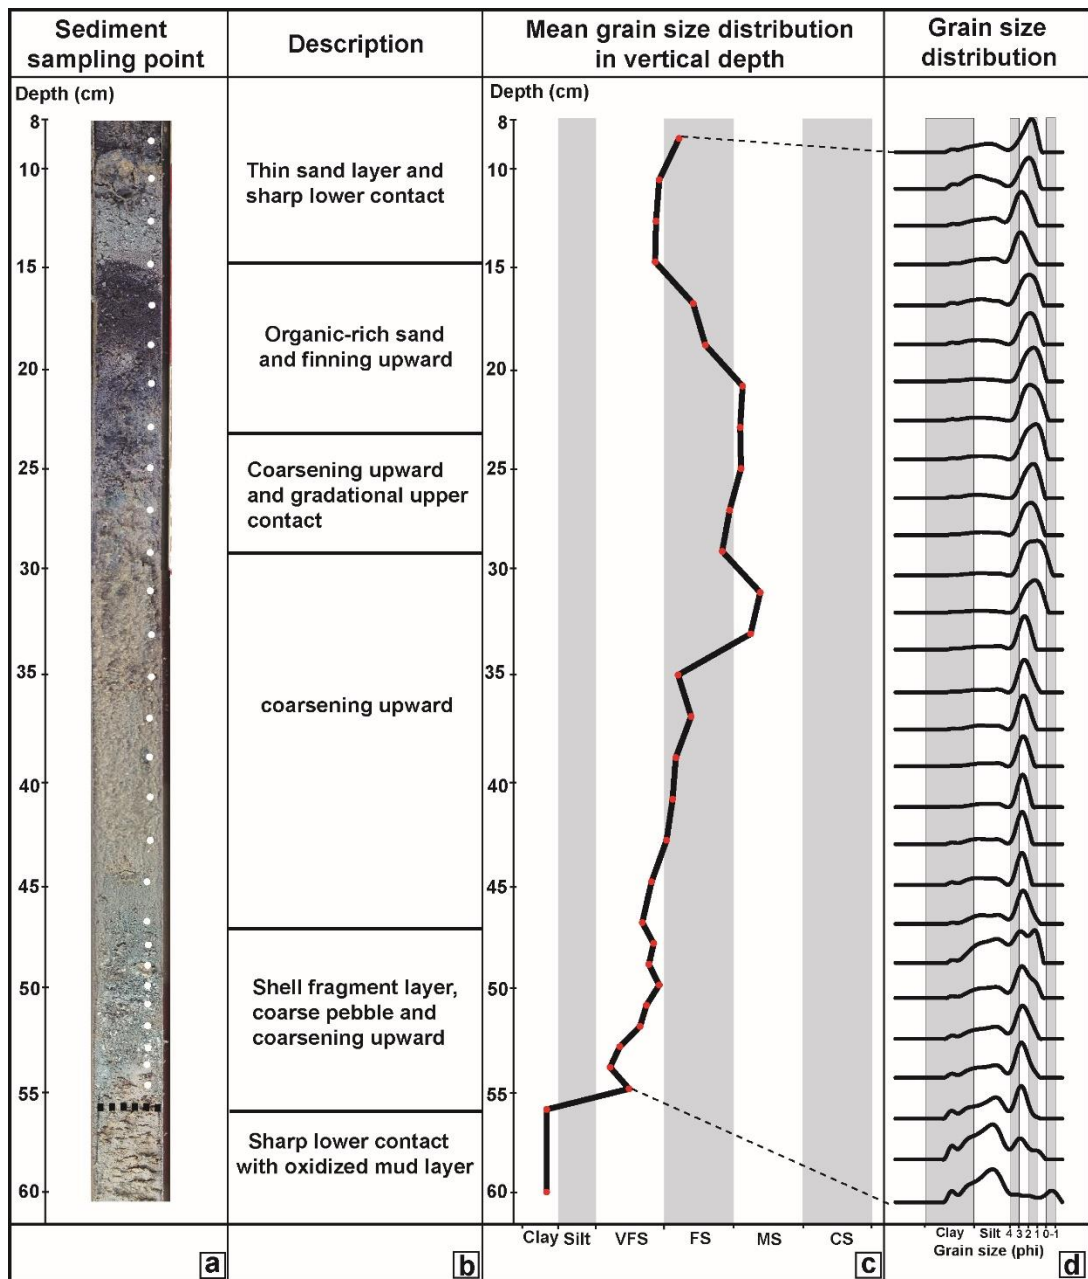 Sediment
sampling point
Description
Mean grain size distribution
in vertical depth
Grain size
distribution
Depth (cm)
8
10
15
20
25
30
35
40
45
50
55
60
a
Thin sand layer and
sharp lower contact
Organic-rich sand
and finning upward
Coarsening upward
and gradational upper
contact
coarsening upward
Shell fragment layer,
coarse pebble and
coarsening upward
Sharp lower contact
with oxidized mud layer
b
Depth (cm)
8
10
15
20
25
30
35
40
45
50
55
60
Clay Silt VFS FS MS CS
c
Clay Silt 4 3 2 1 0 -1
Grain size (phi)
d